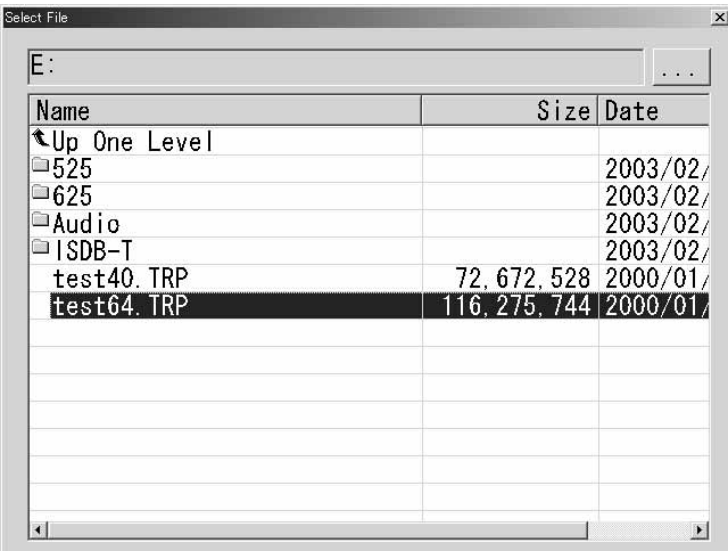 Select File
E:
...
Name Size Date
Up One Level
525 2003/02/
625 2003/02/
Audio 2003/02/
ISDB-T 2003/02/
test40.TRP 72,672,528 2000/01/
test64.TRP 116,275,744 2000/01/